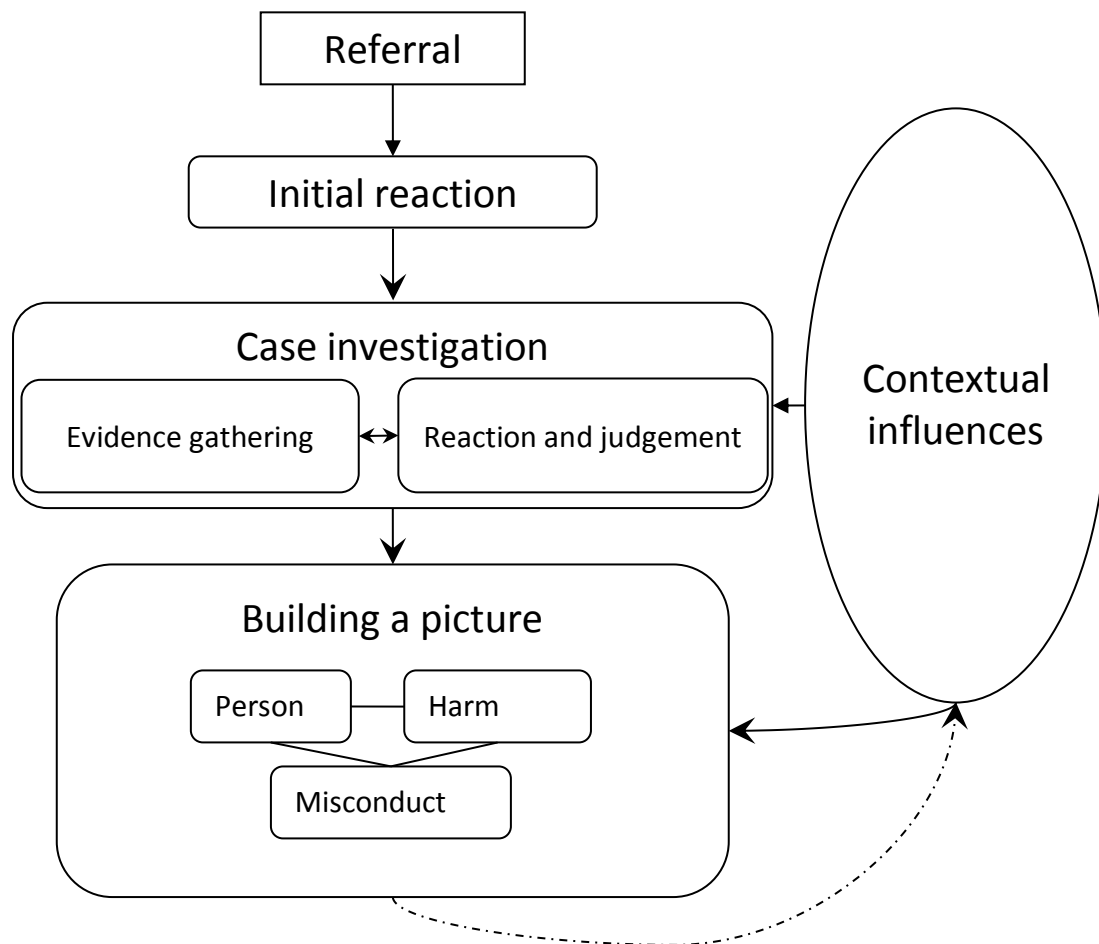 Referral
Initial reaction
Case investigation
Evidence gathering
Reaction and judgement
Contextual
influences
Building a picture
Person
Harm
Misconduct